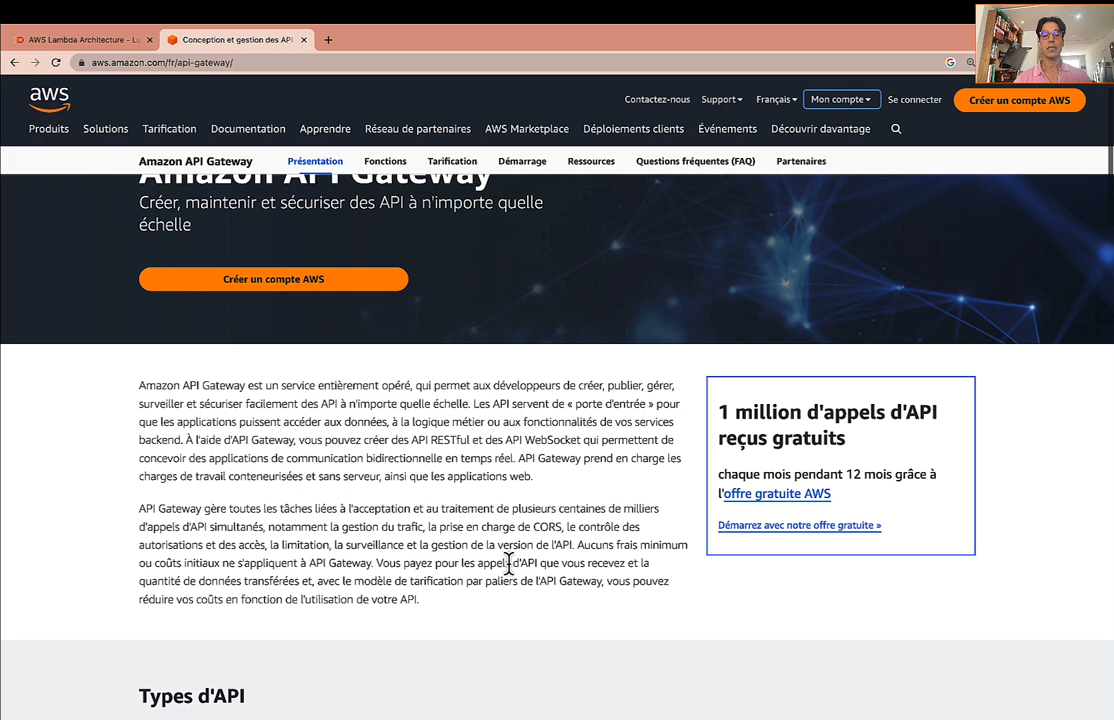 AWS Lambda Architecture - Lu
Conception et gestion des API
aws.amazon.com/fr/api-gateway/
aws
Contactez-nous Support Français Mon compte Se connecter Créer un compte AWS
Produits Solutions Tarification Documentation Apprendre Réseau de partenaires AWS Marketplace Déploiements clients Événements Découvrir davantage
Amazon API Gateway Présentation Fonctions Tarification Démarrage Ressources Questions fréquentes (FAQ) Partenaires
Amazon API Gateway
Créer, maintenir et sécuriser des API à n'importe quelle
échelle
Créer un compte AWS
Amazon API Gateway est un service entièrement opéré, qui permet aux développeurs de créer, publier, gérer,
surveiller et sécuriser facilement des API à n'importe quelle échelle. Les API servent de « porte d'entrée » pour
que les applications puissent accéder aux données, à la logique métier ou aux fonctionnalités de vos services
backend. À l'aide d'API Gateway, vous pouvez créer des API RESTful et des API WebSocket qui permettent de
concevoir des applications de communication bidirectionnelle en temps réel. API Gateway prend en charge les
charges de travail conteneurisées et sans serveur, ainsi que les applications web.
API Gateway gère toutes les tâches liées à l'acceptation et au traitement de plusieurs centaines de milliers
d'appels d'API simultanés, notamment la gestion du trafic, la prise en charge de CORS, le contrôle des
autorisations et des accès, la limitation, la surveillance et la gestion de la version de l'API. Aucuns frais minimum
ou coûts initiaux ne s'appliquent à API Gateway. Vous payez pour les appels d'API que vous recevez et la
quantité de données transférées et, avec le modèle de tarification par paliers de l'API Gateway, vous pouvez
réduire vos coûts en fonction de l'utilisation de votre API.
1 million d'appels d'API
reçus gratuits
chaque mois pendant 12 mois grâce à
l'offre gratuite AWS
Démarrez avec notre offre gratuite »
Types d'API